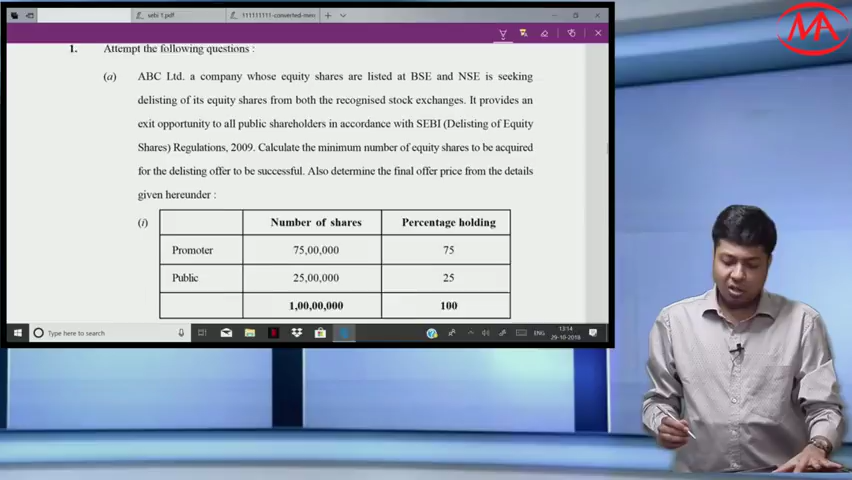 sebi 1.pdf
111111111-converted-mer
1. Attempt the following questions :
(a) ABC Ltd. a company whose equity shares are listed at BSE and NSE is seeking
delisting of its equity shares from both the recognised stock exchanges. It provides an
exit opportunity to all public shareholders in accordance with SEBI (Delisting of Equity
Shares) Regulations, 2009. Calculate the minimum number of equity shares to be acquired
for the delisting offer to be successful. Also determine the final offer price from the details
given hereunder :
(i) Number of shares Percentage holding
Promoter 75,00,000 75
Public 25,00,000 25
1,00,00,000 100
Type here to search
ENG
13:14
29-10-2018
MA